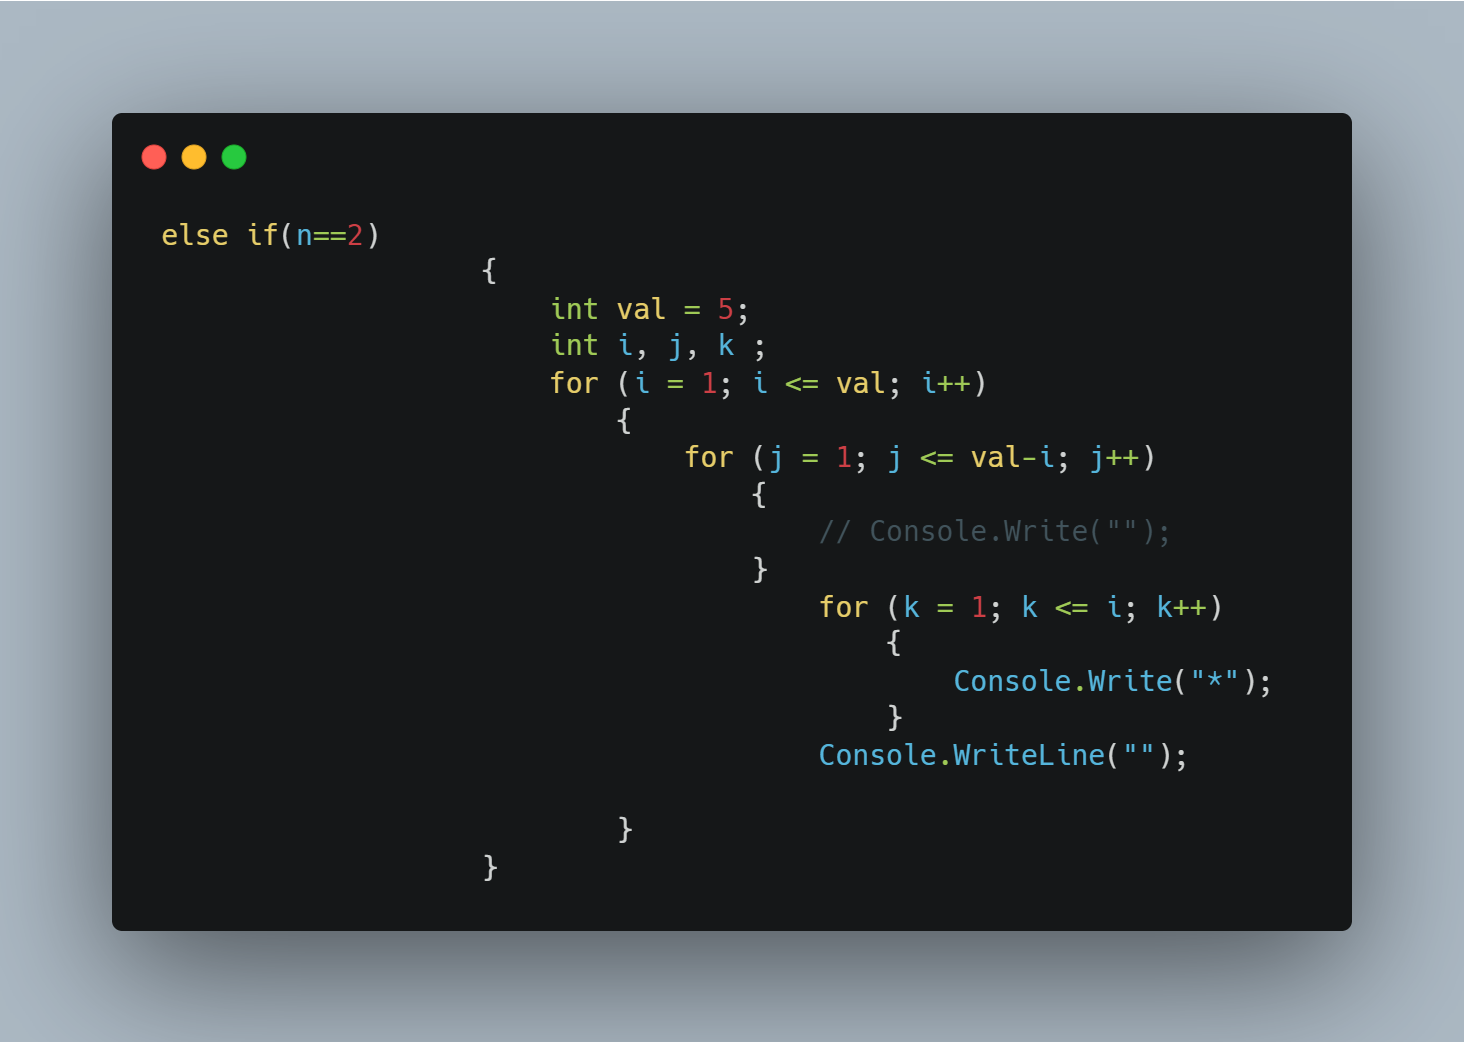 else if(n==2)
{
int val = 5;
int i, j, k ;
for (i = 1; i <= val; i++)
{
for (j = 1; j <= val-i; j++)
{
// Console.Write("");
}
for (k = 1; k <= i; k++)
{
Console.Write("*");
}
Console.WriteLine("");
}
}